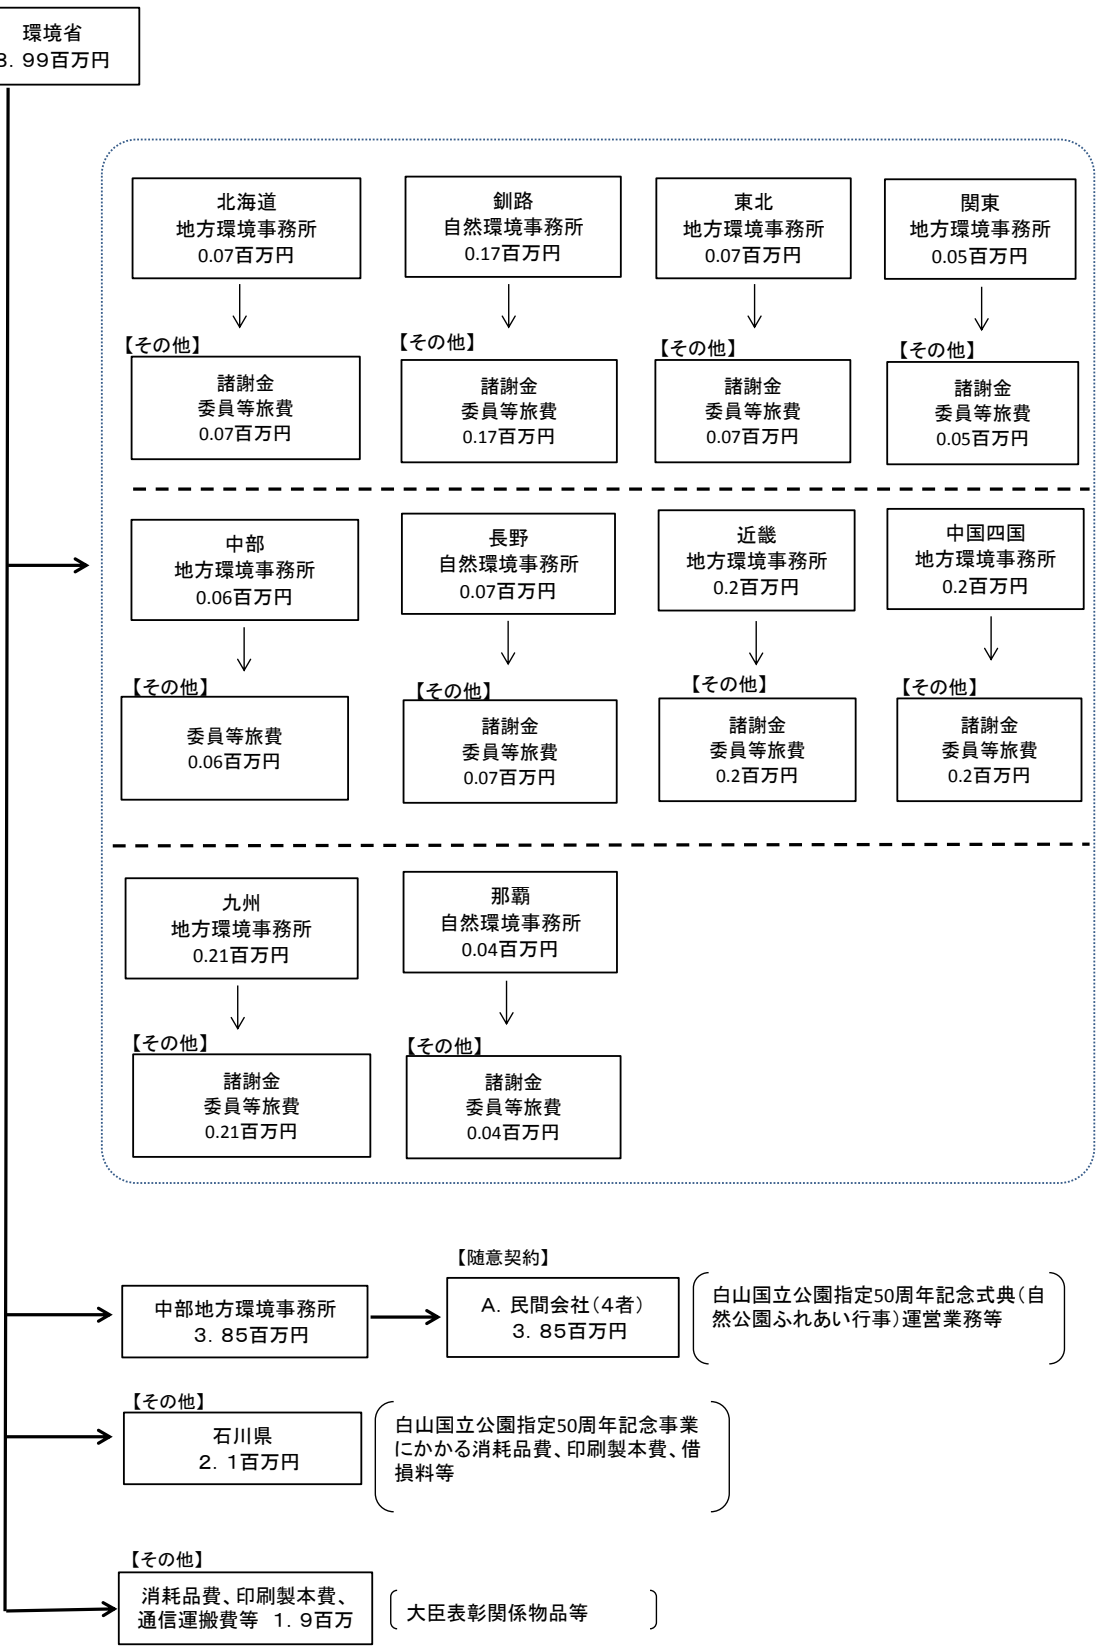 環境省
8．99百万円
北海道
地方環境事務所
0.07百万円
釧路
自然環境事務所
0.17百万円
東北
地方環境事務所
0.07百万円
関東
地方環境事務所
0.05百万円
【その他】
諸謝金
委員等旅費
0.07百万円
【その他】
諸謝金
委員等旅費
0.17百万円
【その他】
諸謝金
委員等旅費
0.07百万円
【その他】
諸謝金
委員等旅費
0.05百万円
中部
地方環境事務所
0.06百万円
長野
自然環境事務所
0.07百万円
近畿
地方環境事務所
0.2百万円
中国四国
地方環境事務所
0.2百万円
【その他】
委員等旅費
0.06百万円
【その他】
諸謝金
委員等旅費
0.07百万円
【その他】
諸謝金
委員等旅費
0.2百万円
【その他】
諸謝金
委員等旅費
0.2百万円
九州
地方環境事務所
0.21百万円
那覇
自然環境事務所
0.04百万円
【その他】
諸謝金
委員等旅費
0.21百万円
【その他】
諸謝金
委員等旅費
0.04百万円
中部地方環境事務所
3．85百万円
【随意契約】
A．民間会社（4者）
3．85百万円
白山国立公園指定50周年記念式典（自
然公園ふれあい行事）運営業務等
【その他】
石川県
2．1百万円
白山国立公園指定50周年記念事業
にかかる消耗品費、印刷製本費、借
損料等
【その他】
消耗品費、印刷製本費、
通信運搬費等　1．9百万
大臣表彰関係物品等